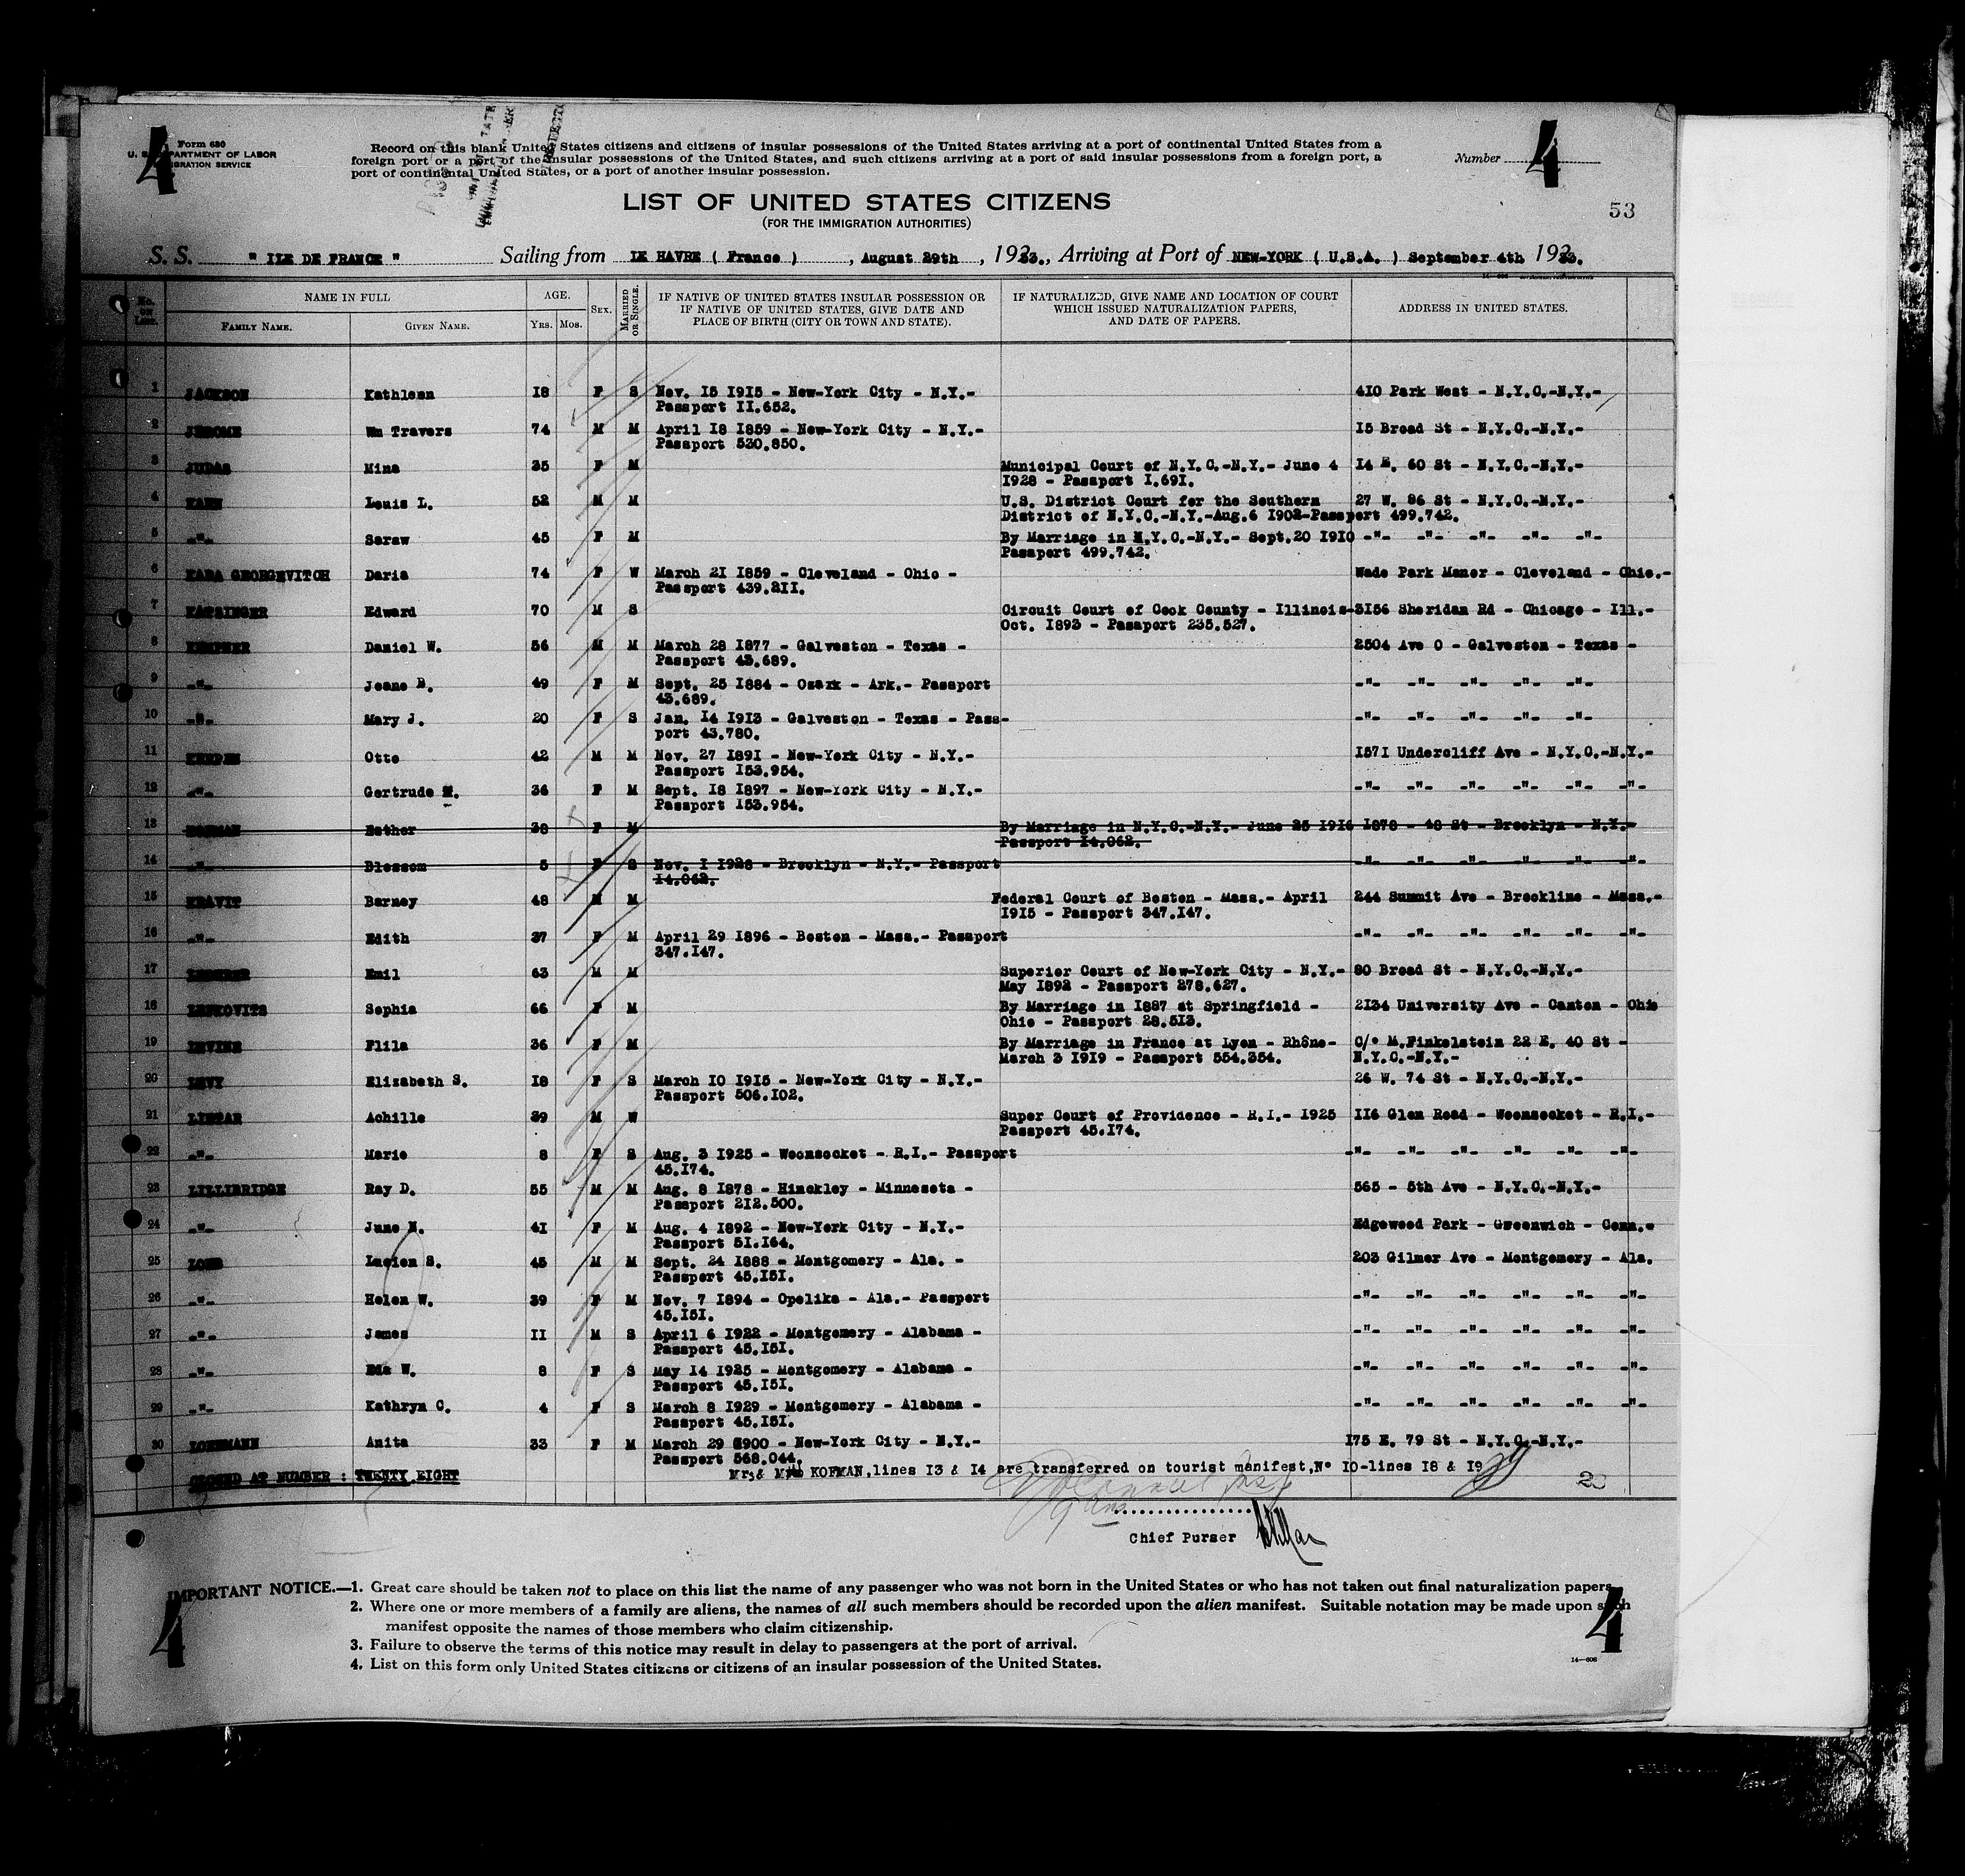 4
Form 630
U. S. DEPARTMENT OF LABOR
IMMIGRATION SERVICE
Record on this blank United States citizens and citizens of insular possessions of the United States arriving at a port of continental United States from a
foreign port or a port of the insular possessions of the United States, and such citizens arriving at a port of said insular possessions from a foreign port, a
port of continental United States, or a port of another insular possession.
Number 4
LIST OF UNITED STATES CITIZENS
(FOR THE IMMIGRATION AUTHORITIES)
53
S. S. " ILE DE FRANCE " Sailing from LE HAVRE ( France ) , August 29th , 1933., Arriving at Port of NEW-YORK ( U.S.A. ) September 4th 1933.
No. on List. NAME IN FULL AGE. SEX. MARRIED OR SINGLE. IF NATIVE OF UNITED STATES INSULAR POSSESSION OR IF NATIVE OF UNITED STATES, GIVE DATE AND PLACE OF BIRTH (CITY OR TOWN AND STATE). IF NATURALIZED, GIVE NAME AND LOCATION OF COURT WHICH ISSUED NATURALIZATION PAPERS, AND DATE OF PAPERS. ADDRESS IN UNITED STATES.
FAMILY NAME. GIVEN NAME. Yrs. Mos.
1 JACKSON Kathleen 18 F S Nov. 15 1915 - New-York City - N.Y.- 410 Park West - N.Y.C.-N.Y.-
Passport 11.652.
2 JEROME Wm Travers 74 M M April 18 1859 - New-York City - N.Y.- 15 Broad St - N.Y.C.-N.Y.-
Passport 530.850.
3 JUDAS Mina 35 F M Municipal Court of N.Y.C.-N.Y.- June 4 14 E. 60 St - N.Y.C.-N.Y.-
1928 - Passport 1.691.
4 KAHN Louis L. 52 M M U.S. District Court for the Southern 27 W. 86 St - N.Y.C.-N.Y.-
District of N.Y.C.-N.Y.-Aug.6 1902-Passport 499.742.
5 -"- Saraw 45 F M By Marriage in N.Y.C.-N.Y.- Sept.20 1910 -"- -"- -"- -"- -"-
Passport 499.742.
6 KARA GEORGEVITCH Daria 74 F W March 21 1859 - Cleveland - Ohio - Wade Park Manor - Cleveland - Ohio.-
Passport 439.211.
7 KATZINGER Edward 70 M S Circuit Court of Cook County - Illinois- 3156 Sheridan Rd - Chicago - Ill.-
Oct. 1893 - Passport 235.527.
8 KEMPNER Daniel W. 56 M M March 28 1877 - Galveston - Texas - 2504 Ave O - Galveston - Texas -
Passport 43.689.
9 -"- Jeane B. 49 F M Sept. 25 1884 - Ozark - Ark.- Passport -"- -"- -"- -"- -"-
43.689.
10 -"- Mary J. 20 F S Jan. 14 1913 - Galveston - Texas - Pass- -"- -"- -"- -"- -"-
port 43.780.
11 Otto 42 M M Nov. 27 1891 - New-York City - N.Y.- 1571 Undercliff Ave - N.Y.C.-N.Y.-
Passport 153.954.
12 -"- Gertrude M. 36 F M Sept. 18 1897 - New-York City - N.Y.- -"- -"- -"- -"- -"- -"-
Passport 153.954.
13 KOFMAN Esther 38 F M By Marriage in N.Y.C.-N.Y.- June 25 1916 1878 - 48 St - Brooklyn - N.Y.-
Passport 14.062.
14 -"- Blossom 5 F S Nov. 1 1928 - Brooklyn - N.Y.- Passport -"- -"- -"- -"- -"- -"-
14.062.
15 KRAVIT Barney 48 M M Federal Court of Boston - Mass.- April 244 Summit Ave - Brookline - Mass.-
1915 - Passport 347.147.
16 -"- Edith 37 F M April 29 1896 - Boston - Mass.- Passport -"- -"- -"- -"- -"- -"-
347.147.
17 LEDERER Emil 63 M M Superior Court of New-York City - N.Y.- 80 Broad St - N.Y.C.-N.Y.-
May 1892 - Passport 278.627.
18 LEFKOVITS Sophia 66 F M By Marriage in 1887 at Springfield - 2134 University Ave - Canton - Ohio
Ohio - Passport 28.513.
19 LEVINE Flila 36 F M By Marriage in France at Lyon - Rhône- C/o M.Finkelstein 22 E. 40 St -
March 3 1919 - Passport 554.354. N.Y.C.-N.Y.-
20 LEVY Elizabeth S. 18 F S March 10 1915 - New-York City - N.Y.- 26 W. 74 St - N.Y.C.-N.Y.-
Passport 506.102.
21 Achille 39 M W Super Court of Providence - R.I.- 1925 116 Glen Road - Woonsocket - R.I.-
Passport 45.174.
22 -"- Marie 8 F S Aug. 3 1925 - Woonsocket - R.I.- Passport -"- -"- -"- -"- -"- -"-
45.174.
23 LILLIBRIDGE Ray D. 55 M M Aug. 8 1878 - Hinckley - Minnesota - 565 - 5th Ave - N.Y.C.-N.Y.-
Passport 212.500.
24 -"- June N. 41 F M Aug. 4 1892 - New-York City - N.Y.- Edgewood Park - Greenwich - Conn.-
Passport 51.164.
25 LOEB Lucien S. 45 M M Sept. 24 1888 - Montgomery - Ala. - 203 Gilmer Ave - Montgomery - Ala.
Passport 45.151.
26 -"- Helen W. 39 F M Nov. 7 1894 - Opelika - Ala.- Passport -"- -"- -"- -"- -"- -"-
45.151.
27 -"- James 11 M S April 6 1922 - Montgomery - Alabama - -"- -"- -"- -"- -"- -"-
Passport 45.151.
28 -"- Eda W. 8 F S May 14 1925 - Montgomery - Alabama - -"- -"- -"- -"- -"- -"-
Passport 45.151.
29 -"- Kathryn C. 4 F S March 8 1929 - Montgomery - Alabama - -"- -"- -"- -"- -"- -"-
Passport 45.151.
30 Anita 33 F M March 29 1900 - New-York City - N.Y.- 175 E. 79 St - N.Y.C.-N.Y.-
Passport 568.044.
CLOSED AT NUMBER : TWENTY EIGHT Mr.& KOFMAN,lines 13 & 14 are transferred on tourist manifest,N° 10-lines 18 & 19
Chief Purser
IMPORTANT NOTICE.—1. Great care should be taken not to place on this list the name of any passenger who was not born in the United States or who has not taken out final naturalization papers.
2. Where one or more members of a family are aliens, the names of all such members should be recorded upon the alien manifest. Suitable notation may be made upon such
manifest opposite the names of those members who claim citizenship.
3. Failure to observe the terms of this notice may result in delay to passengers at the port of arrival.
4. List on this form only United States citizens or citizens of an insular possession of the United States.
14—608
4
4